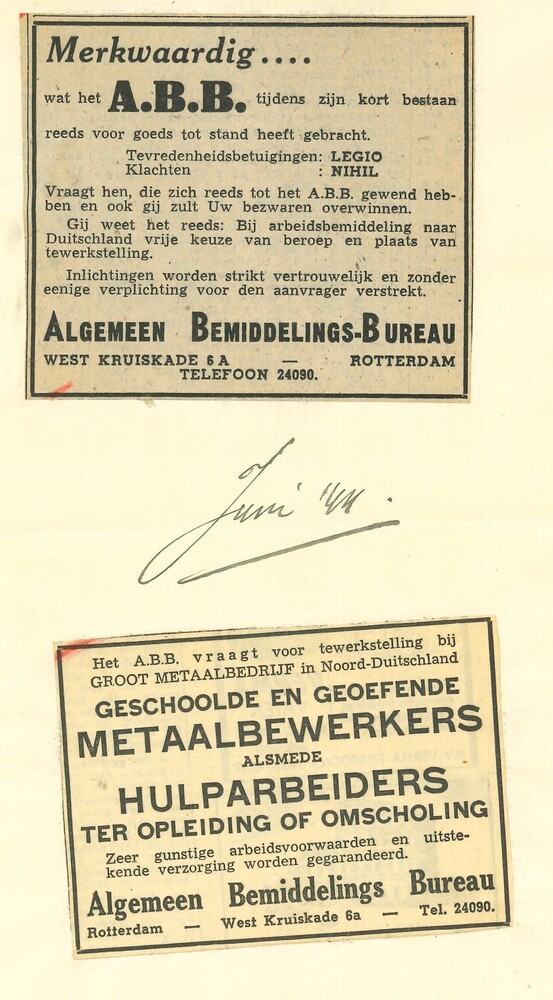 Merkwaardig....
wat het A.B.B. tijdens zijn kort bestaan
reeds voor goeds tot stand heeft gebracht.
Tevredenheidsbetuigingen: LEGIO
Klachten : NIHIL
Vraagt hen, die zich reeds tot het A.B.B. gewend heb-
ben en ook gij zult Uw bezwaren overwinnen.
Gij weet het reeds: Bij arbeidsbemiddeling naar
Duitschland vrije keuze van beroep en plaats van
tewerkstelling.
Inlichtingen worden strikt vertrouwelijk en zonder
eenige verplichting voor den aanvrager verstrekt.
ALGEMEEN BEMIDDELINGS-BUREAU
WEST KRUISKADE 6 A — ROTTERDAM
TELEFOON 24090.
Juni '44.
Het A.B.B. vraagt voor tewerkstelling bij
GROOT METAALBEDRIJF in Noord-Duitschland
GESCHOOLDE EN GEOEFENDE
METAALBEWERKERS
ALSMEDE
HULPARBEIDERS
TER OPLEIDING OF OMSCHOLING
Zeer gunstige arbeidsvoorwaarden en uitste-
kende verzorging worden gegarandeerd.
Algemeen Bemiddelings Bureau
Rotterdam — West Kruiskade 6a — Tel. 24090.